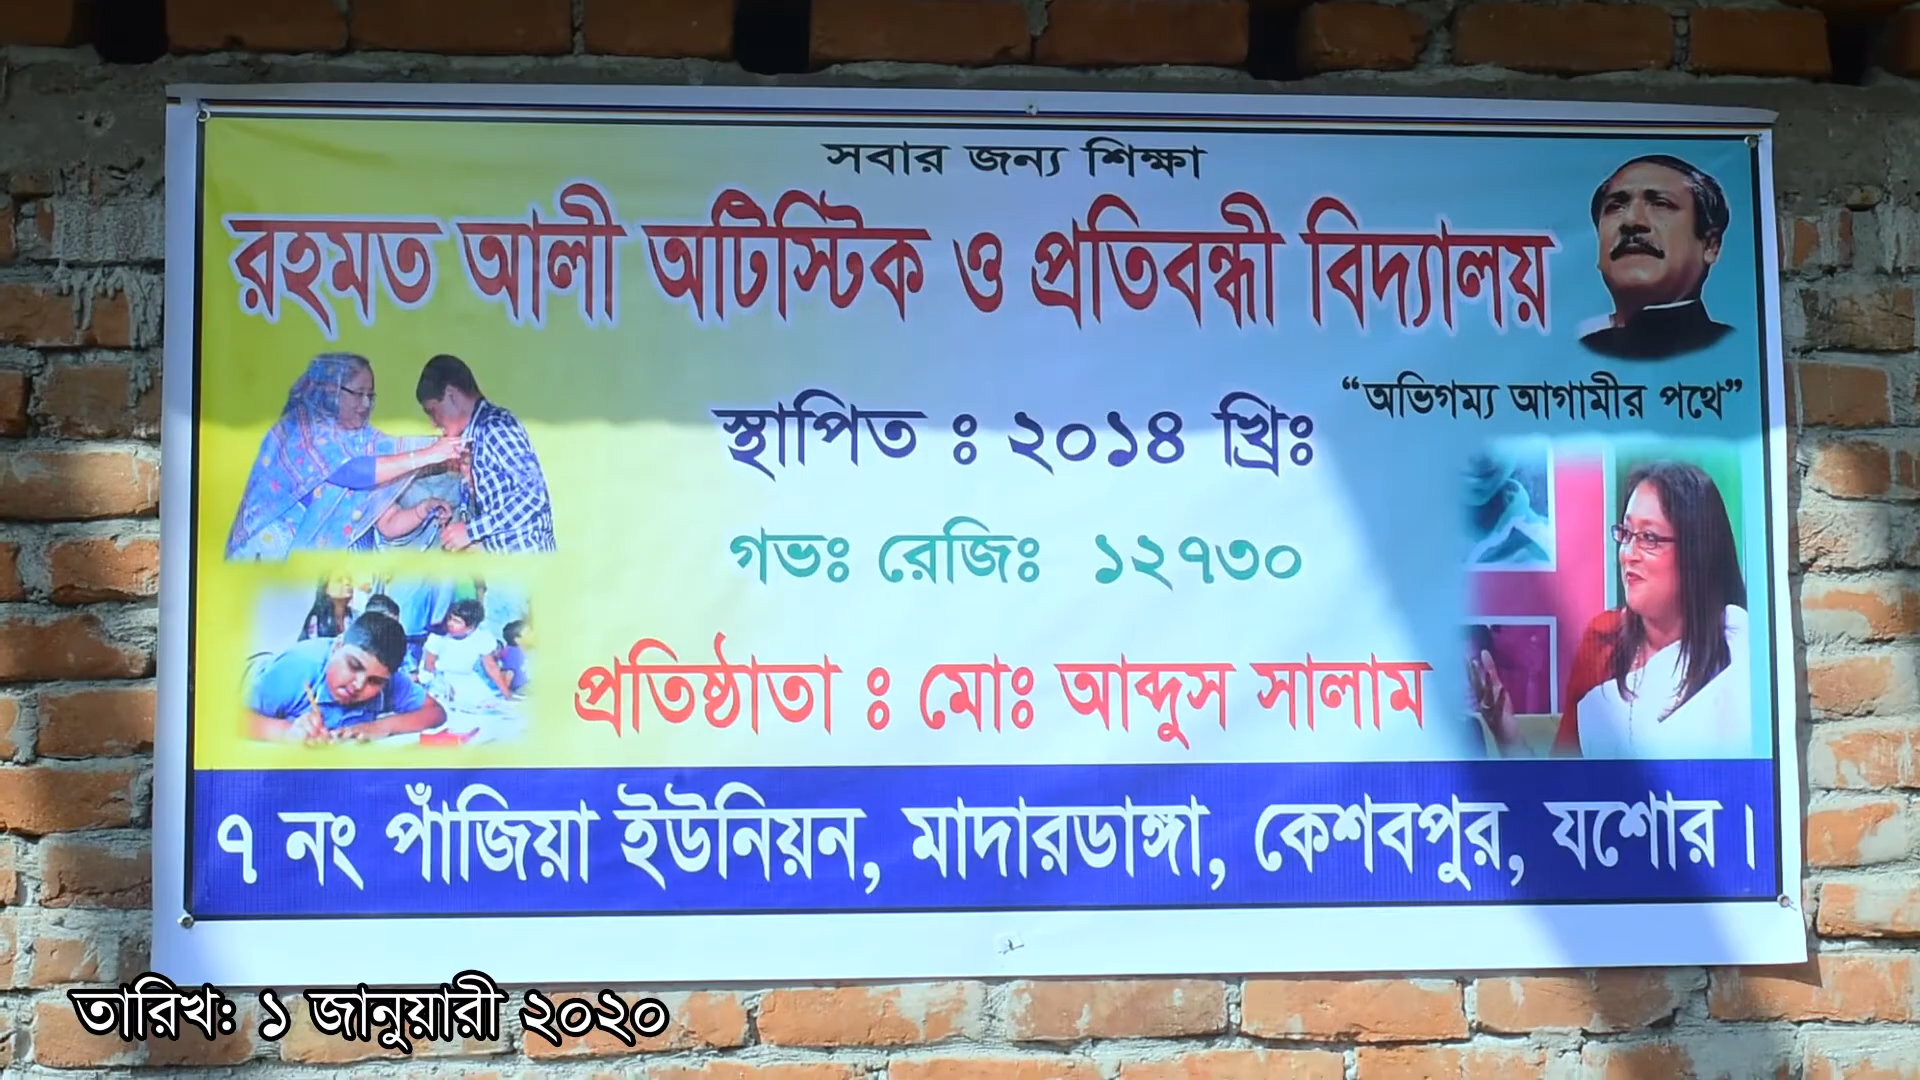 সবার জন্য শিক্ষা
রহমত আলী অটিস্টিক ও প্রতিবন্ধী বিদ্যালয়
স্থাপিত : ২০১৪ খ্রিঃ
“অভিগম্য আগামীর পথে”
গভঃ রেজিঃ ১২৭৩০
প্রতিষ্ঠাতা : মোঃ আব্দুস সালাম
৭ নং পাঁজিয়া ইউনিয়ন, মাদারডাঙ্গা, কেশবপুর, যশোর।
তারিখ: ১ জানুয়ারী ২০২০